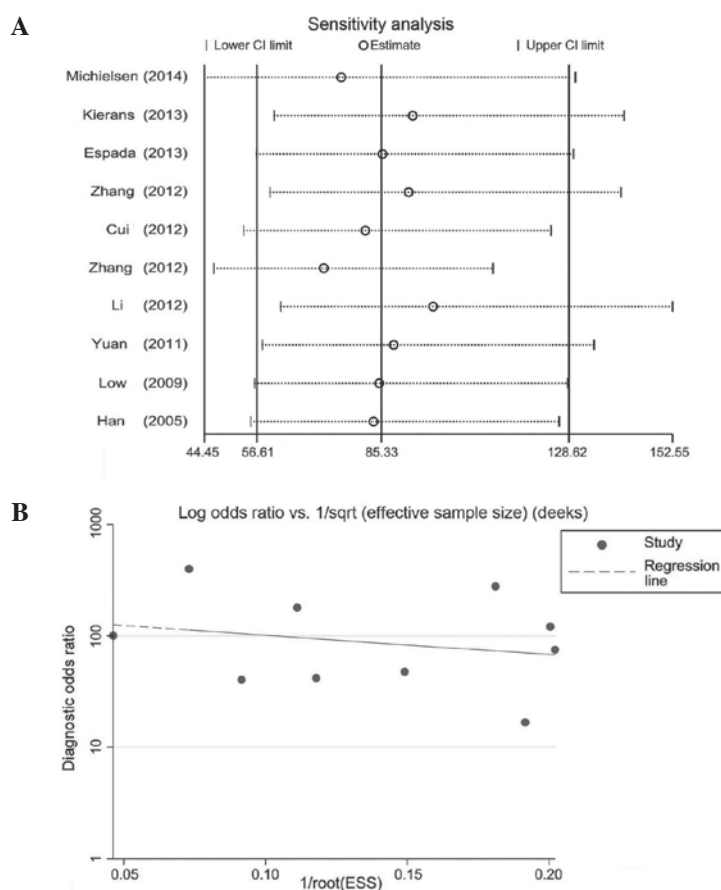 A
Sensitivity analysis
Lower CI limit Estimate Upper CI limit
Michielsen (2014)
Kierans (2013)
Espada (2013)
Zhang (2012)
Cui (2012)
Zhang (2012)
Li (2012)
Yuan (2011)
Low (2009)
Han (2005)
44.45 56.61 85.33 128.62 152.55
B
Log odds ratio vs. 1/sqrt (effective sample size) (deeks)
Study
Regression
line
Diagnostic odds ratio
1000
100
10
1
0.05 0.10 0.15 0.20
1/root(ESS)